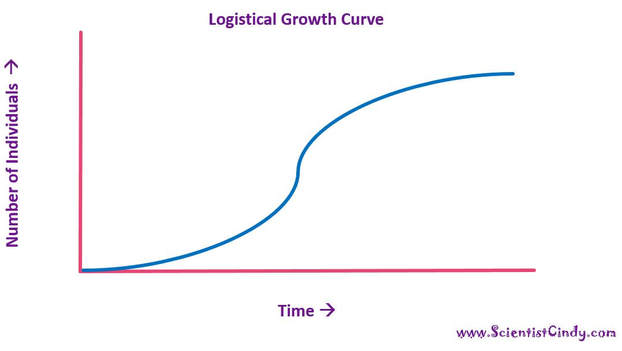 Logistical Growth Curve
Number of Individuals →
Time →
www.ScientistCindy.com